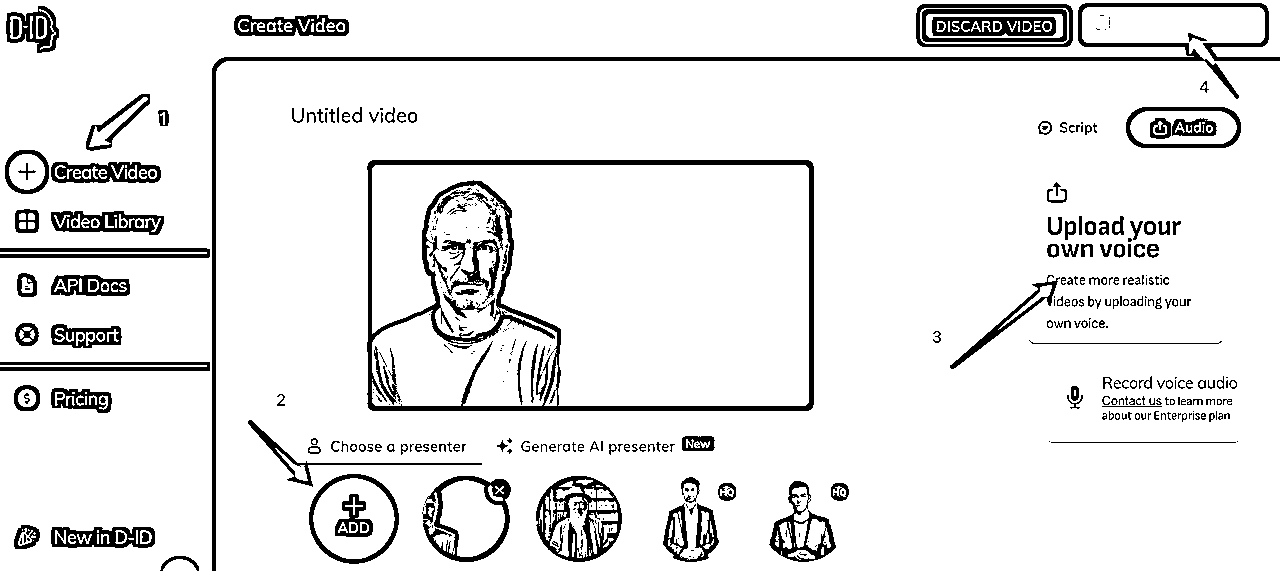 D-ID
Create Video
DISCARD VIDEO
4
1
Untitled video
Script
Audio
Create Video
Video Library
Upload your
own voice
Create more realistic
videos by uploading your
own voice.
API Docs
Support
3
Record voice audio
Contact us to learn more
about our Enterprise plan
Pricing
2
Choose a presenter
Generate AI presenter
New
ADD
HQ
HQ
New in D-ID